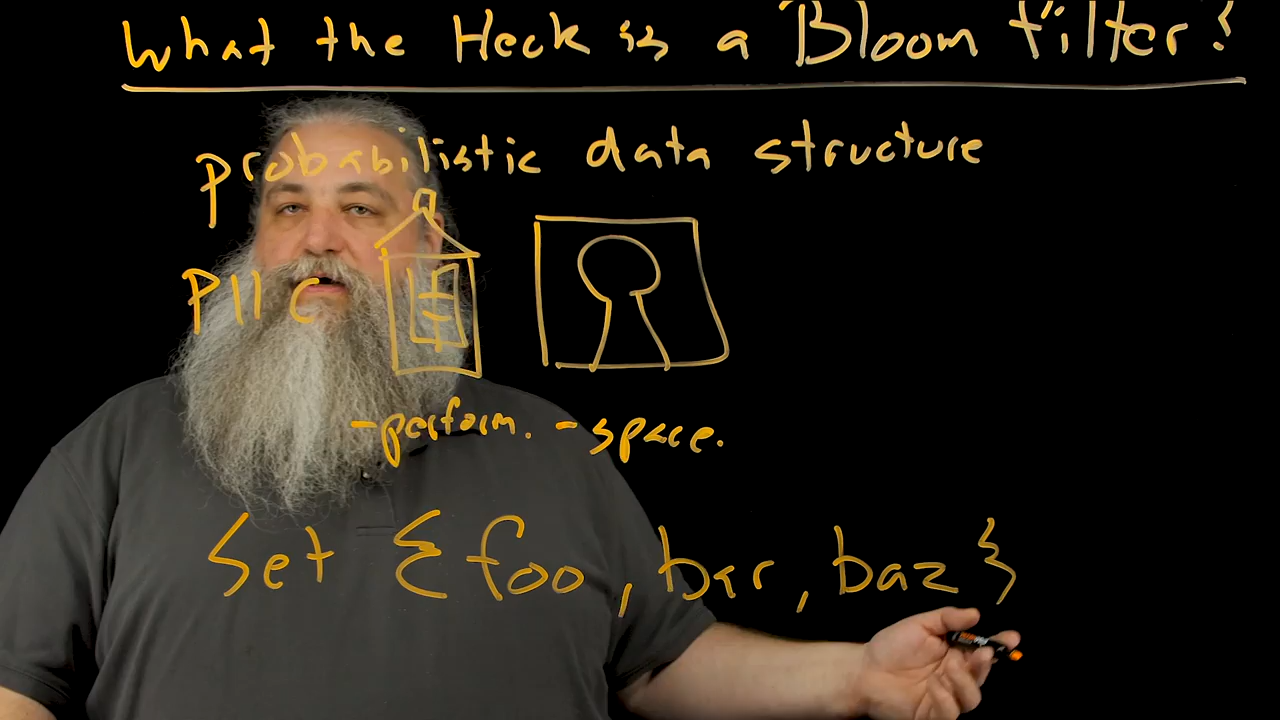 What the Heck is a Bloom Filter?
probabilistic data structure
PII C
-perform. -space.
Set {foo, bar, baz}